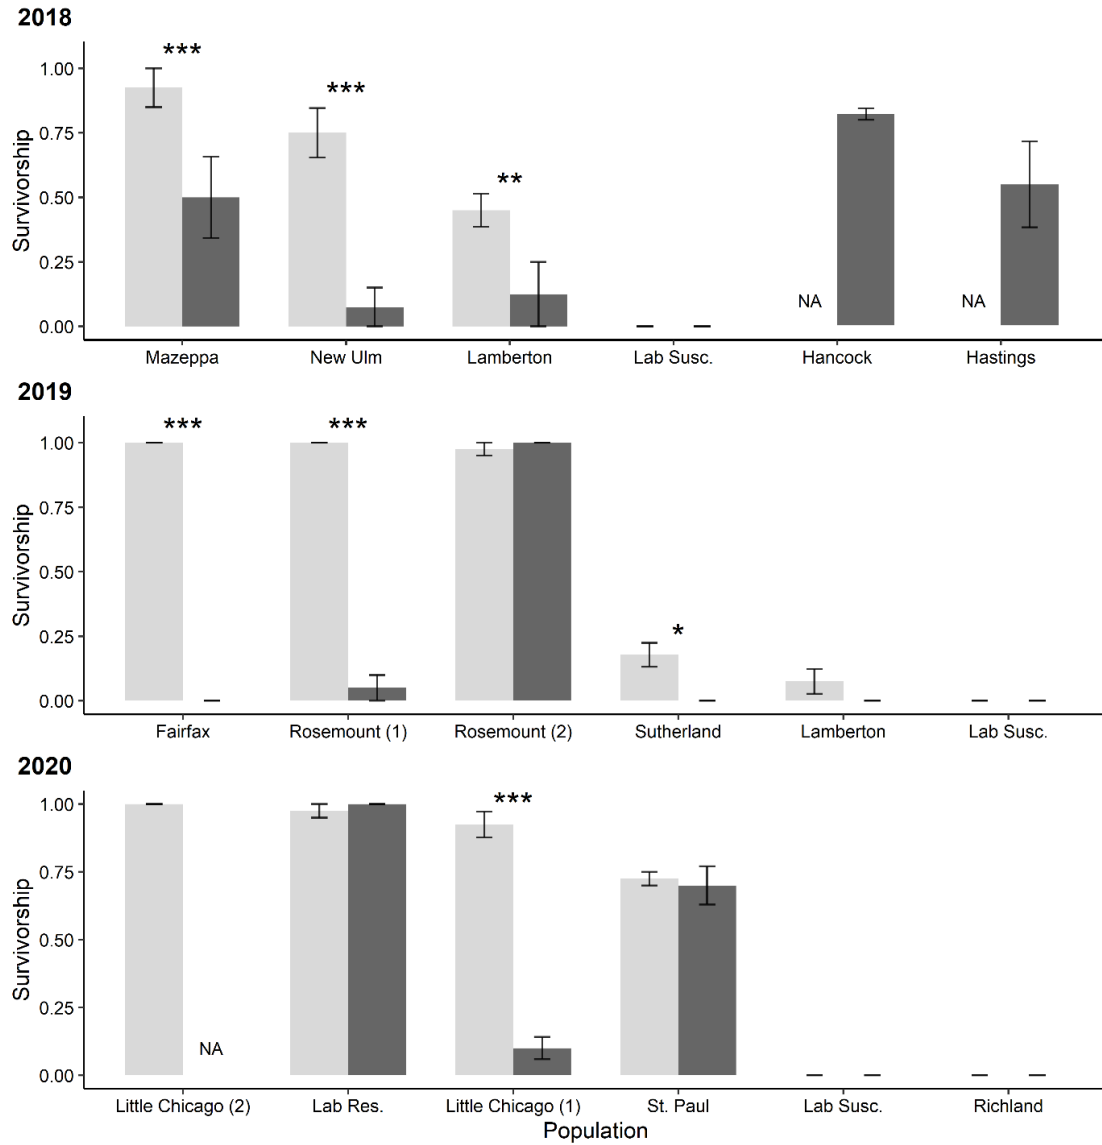 2018
***
1.00
***
0.75
**
0.50
0.25
NA
NA
0.00
Survivorship
Mazeppa
New Ulm
Lamberton
Lab Susc.
Hancock
Hastings
2019
***
***
1.00
0.75
0.50
0.25
*
0.00
Survivorship
Fairfax
Rosemount (1)
Rosemount (2)
Sutherland
Lamberton
Lab Susc.
2020
1.00
***
0.75
0.50
0.25
NA
0.00
Survivorship
Little Chicago (2)
Lab Res.
Little Chicago (1)
St. Paul
Lab Susc.
Richland
Population